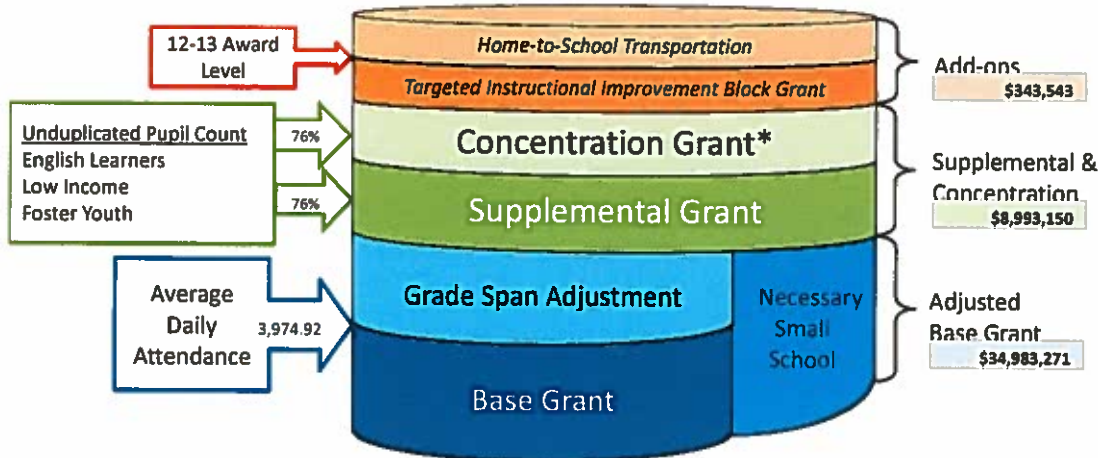 12-13 Award
Level
Home-to-School Transportation
Targeted Instructional Improvement Block Grant
Add-ons
$343,543
Unduplicated Pupil Count
English Learners
Low Income
Foster Youth
76%
76%
Concentration Grant*
Supplemental Grant
Supplemental &
Concentration
$8,993,150
Average
Daily
Attendance
3,974.92
Grade Span Adjustment
Base Grant
Necessary
Small
School
Adjusted
Base Grant
$34,983,271